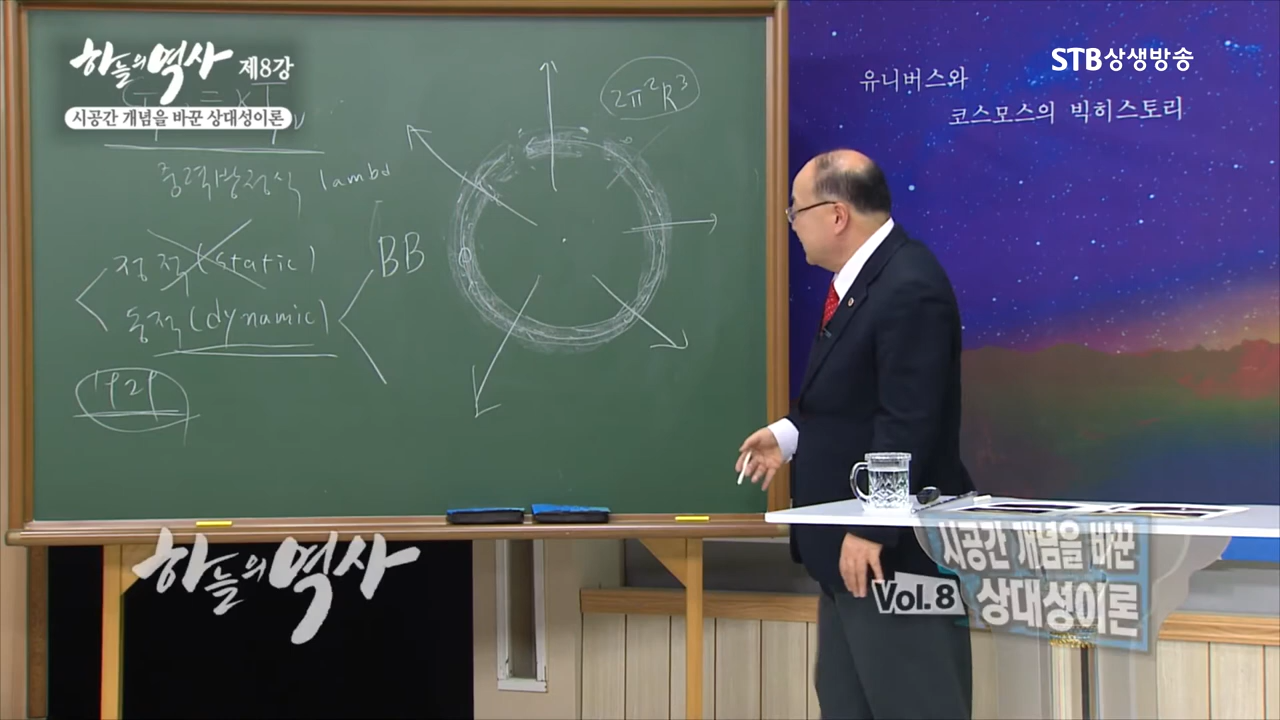 하늘의 역사 제8강
시공간 개념을 바꾼 상대성이론
STB상생방송
유니버스와
코스모스의 빅히스토리
중력방정식 lambd
정적(static)
동적(dynamic)
BB
1929
2π²R³
하늘의 역사
시공간 개념을 바꾼
Vol.8 상대성이론